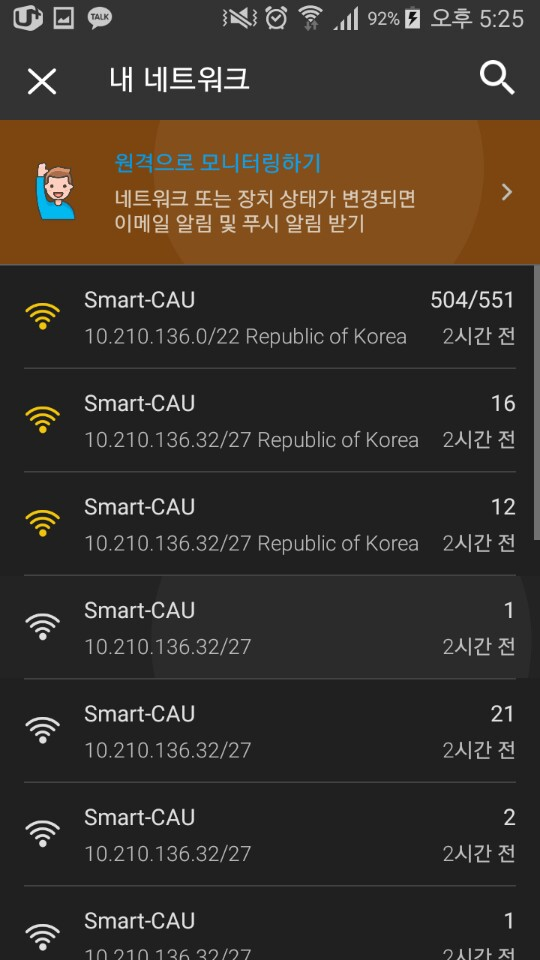 TALK
92%
오후 5:25
내 네트워크
원격으로 모니터링하기
네트워크 또는 장치 상태가 변경되면
이메일 알림 및 푸시 알림 받기
Smart-CAU 504/551
10.210.136.0/22 Republic of Korea 2시간 전
Smart-CAU 16
10.210.136.32/27 Republic of Korea 2시간 전
Smart-CAU 12
10.210.136.32/27 Republic of Korea 2시간 전
Smart-CAU 1
10.210.136.32/27 2시간 전
Smart-CAU 21
10.210.136.32/27 2시간 전
Smart-CAU 2
10.210.136.32/27 2시간 전
Smart-CAU 1
10.210.136.32/27 2시간 전